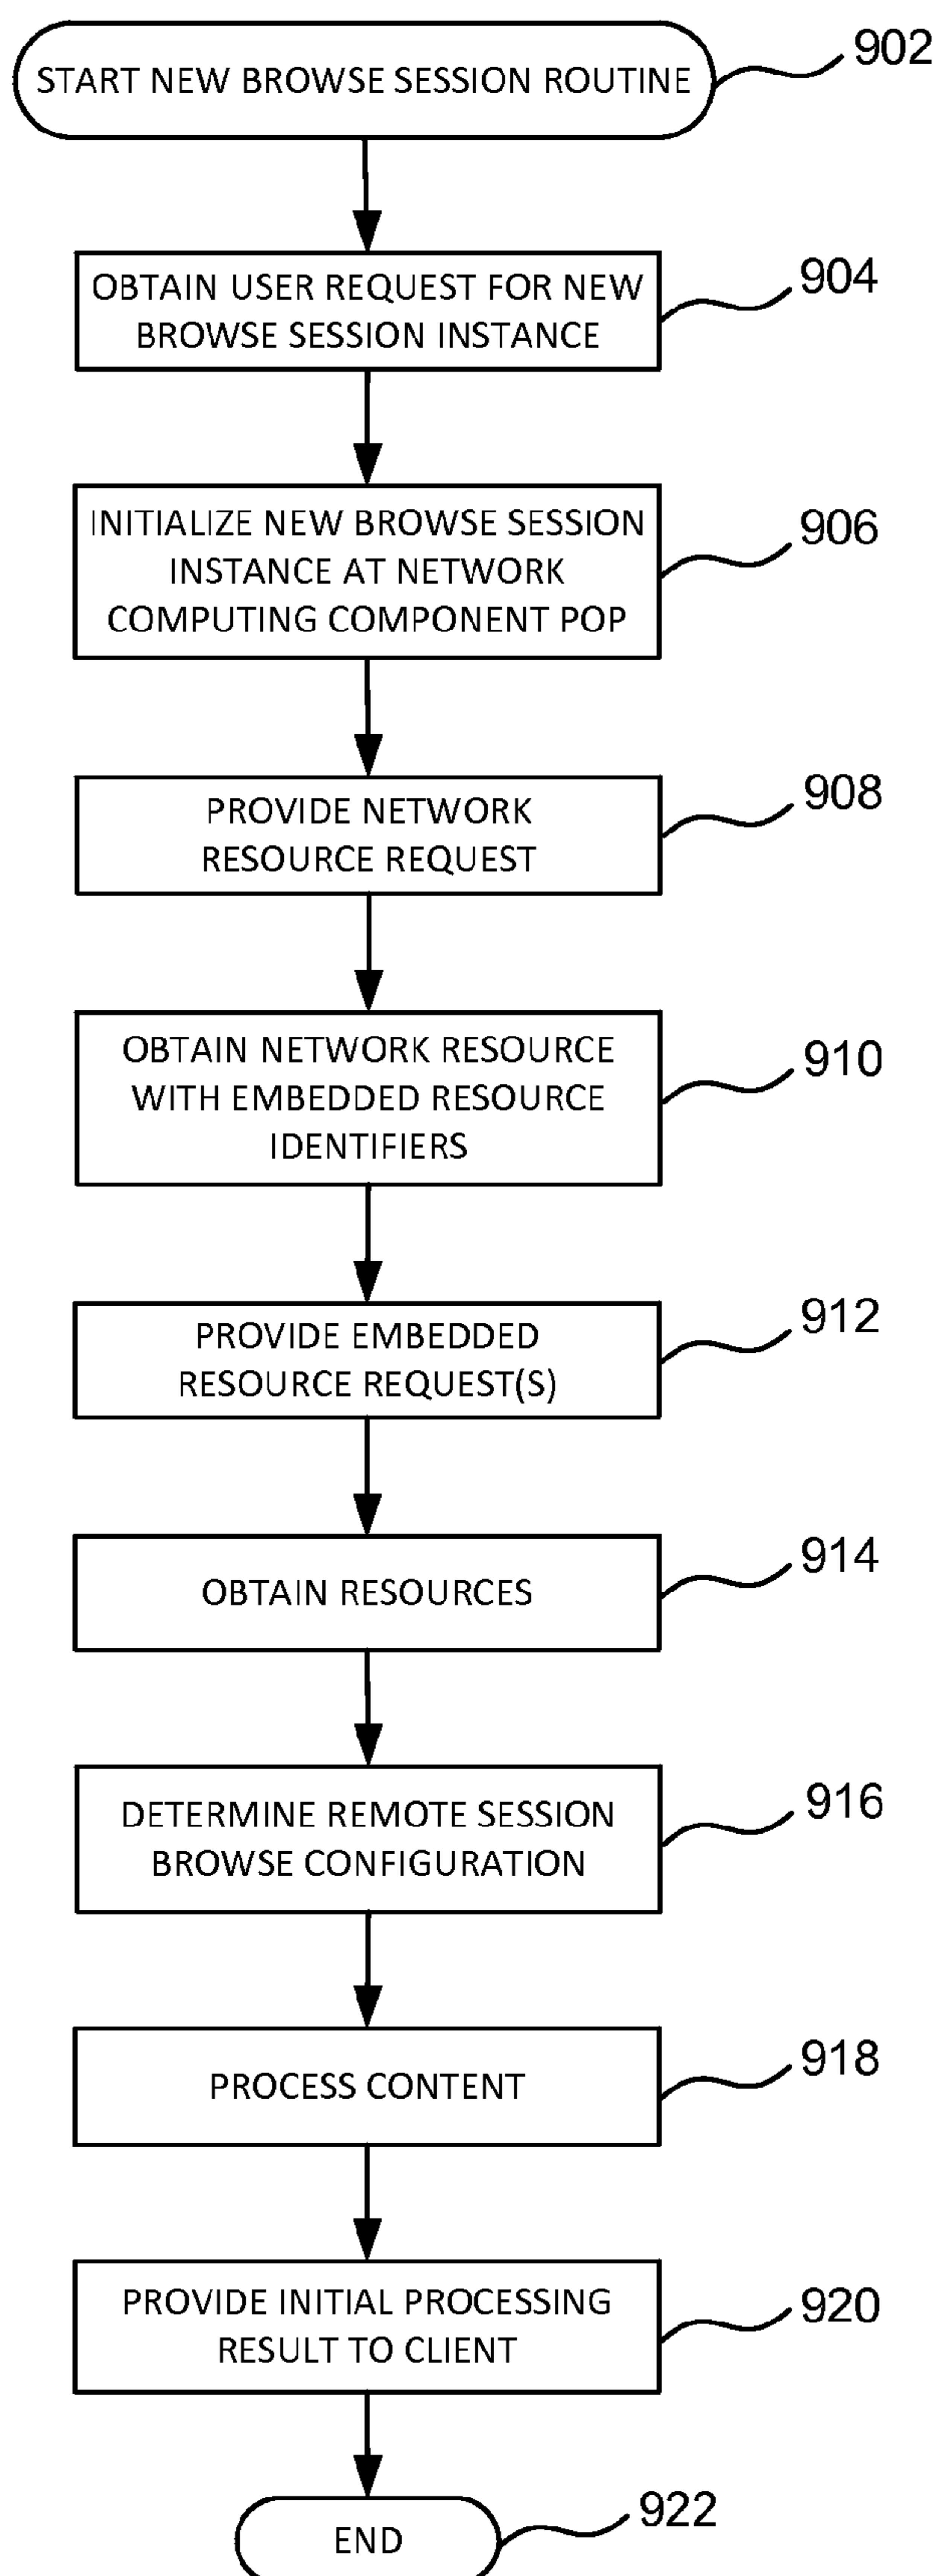 START NEW BROWSE SESSION ROUTINE
902
OBTAIN USER REQUEST FOR NEW
BROWSE SESSION INSTANCE
904
INITIALIZE NEW BROWSE SESSION
INSTANCE AT NETWORK
COMPUTING COMPONENT POP
906
PROVIDE NETWORK
RESOURCE REQUEST
908
OBTAIN NETWORK RESOURCE
WITH EMBEDDED RESOURCE
IDENTIFIERS
910
PROVIDE EMBEDDED
RESOURCE REQUEST(S)
912
OBTAIN RESOURCES
914
DETERMINE REMOTE SESSION
BROWSE CONFIGURATION
916
PROCESS CONTENT
918
PROVIDE INITIAL PROCESSING
RESULT TO CLIENT
920
END
922